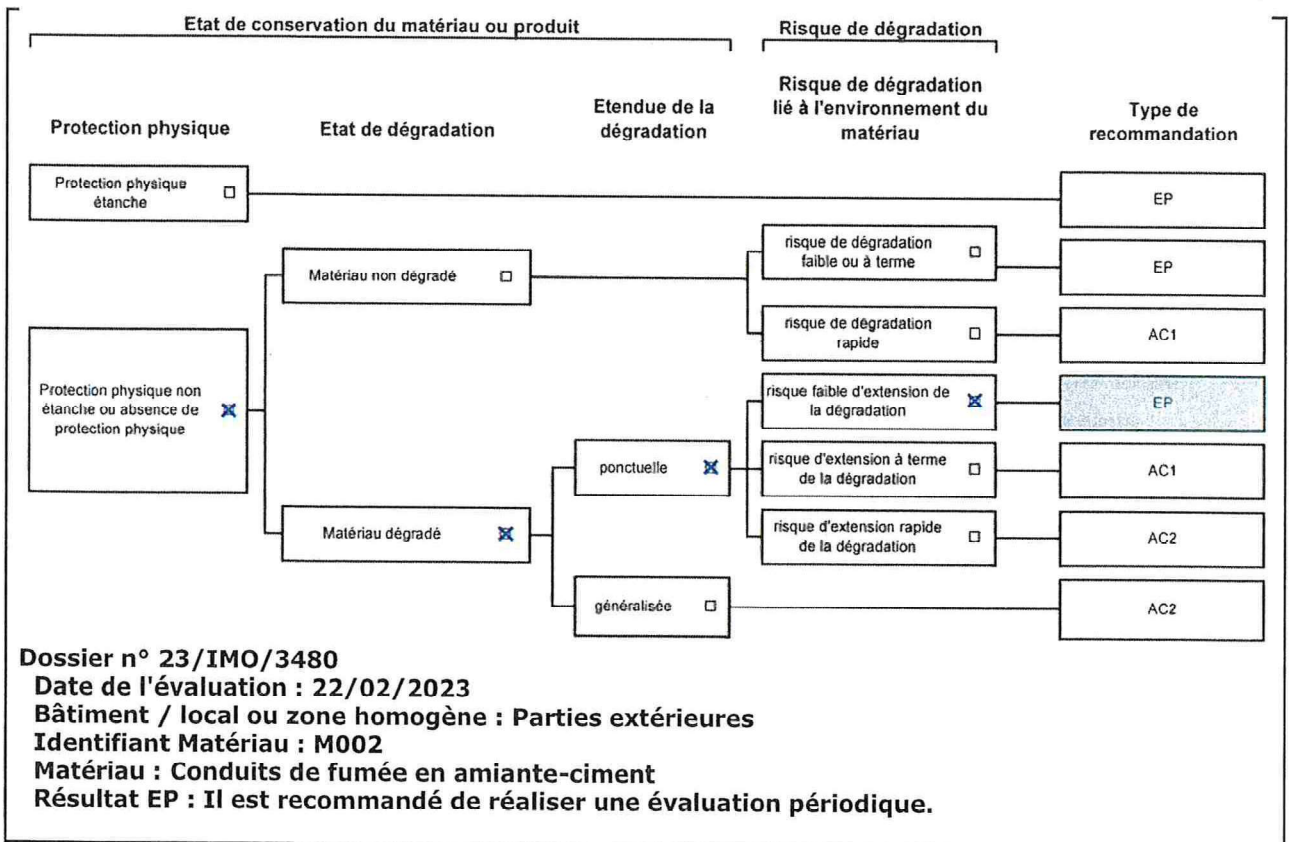 Etat de conservation du matériau ou produit
Risque de dégradation
Protection physique
Etat de dégradation
Etendue de la
dégradation
Risque de dégradation
lié à l'environnement du
matériau
Type de
recommandation
Protection physique
étanche
EP
Matériau non dégradé
risque de dégradation
faible ou à terme
EP
risque de dégradation
rapide
AC1
Protection physique non
étanche ou absence de
protection physique
risque faible d'extension de
la dégradation
EP
ponctuelle
risque d'extension à terme
de la dégradation
AC1
Matériau dégradé
risque d'extension rapide
de la dégradation
AC2
généralisée
AC2
Dossier n° 23/IMO/3480
Date de l'évaluation : 22/02/2023
Bâtiment / local ou zone homogène : Parties extérieures
Identifiant Matériau : M002
Matériau : Conduits de fumée en amiante-ciment
Résultat EP : Il est recommandé de réaliser une évaluation périodique.